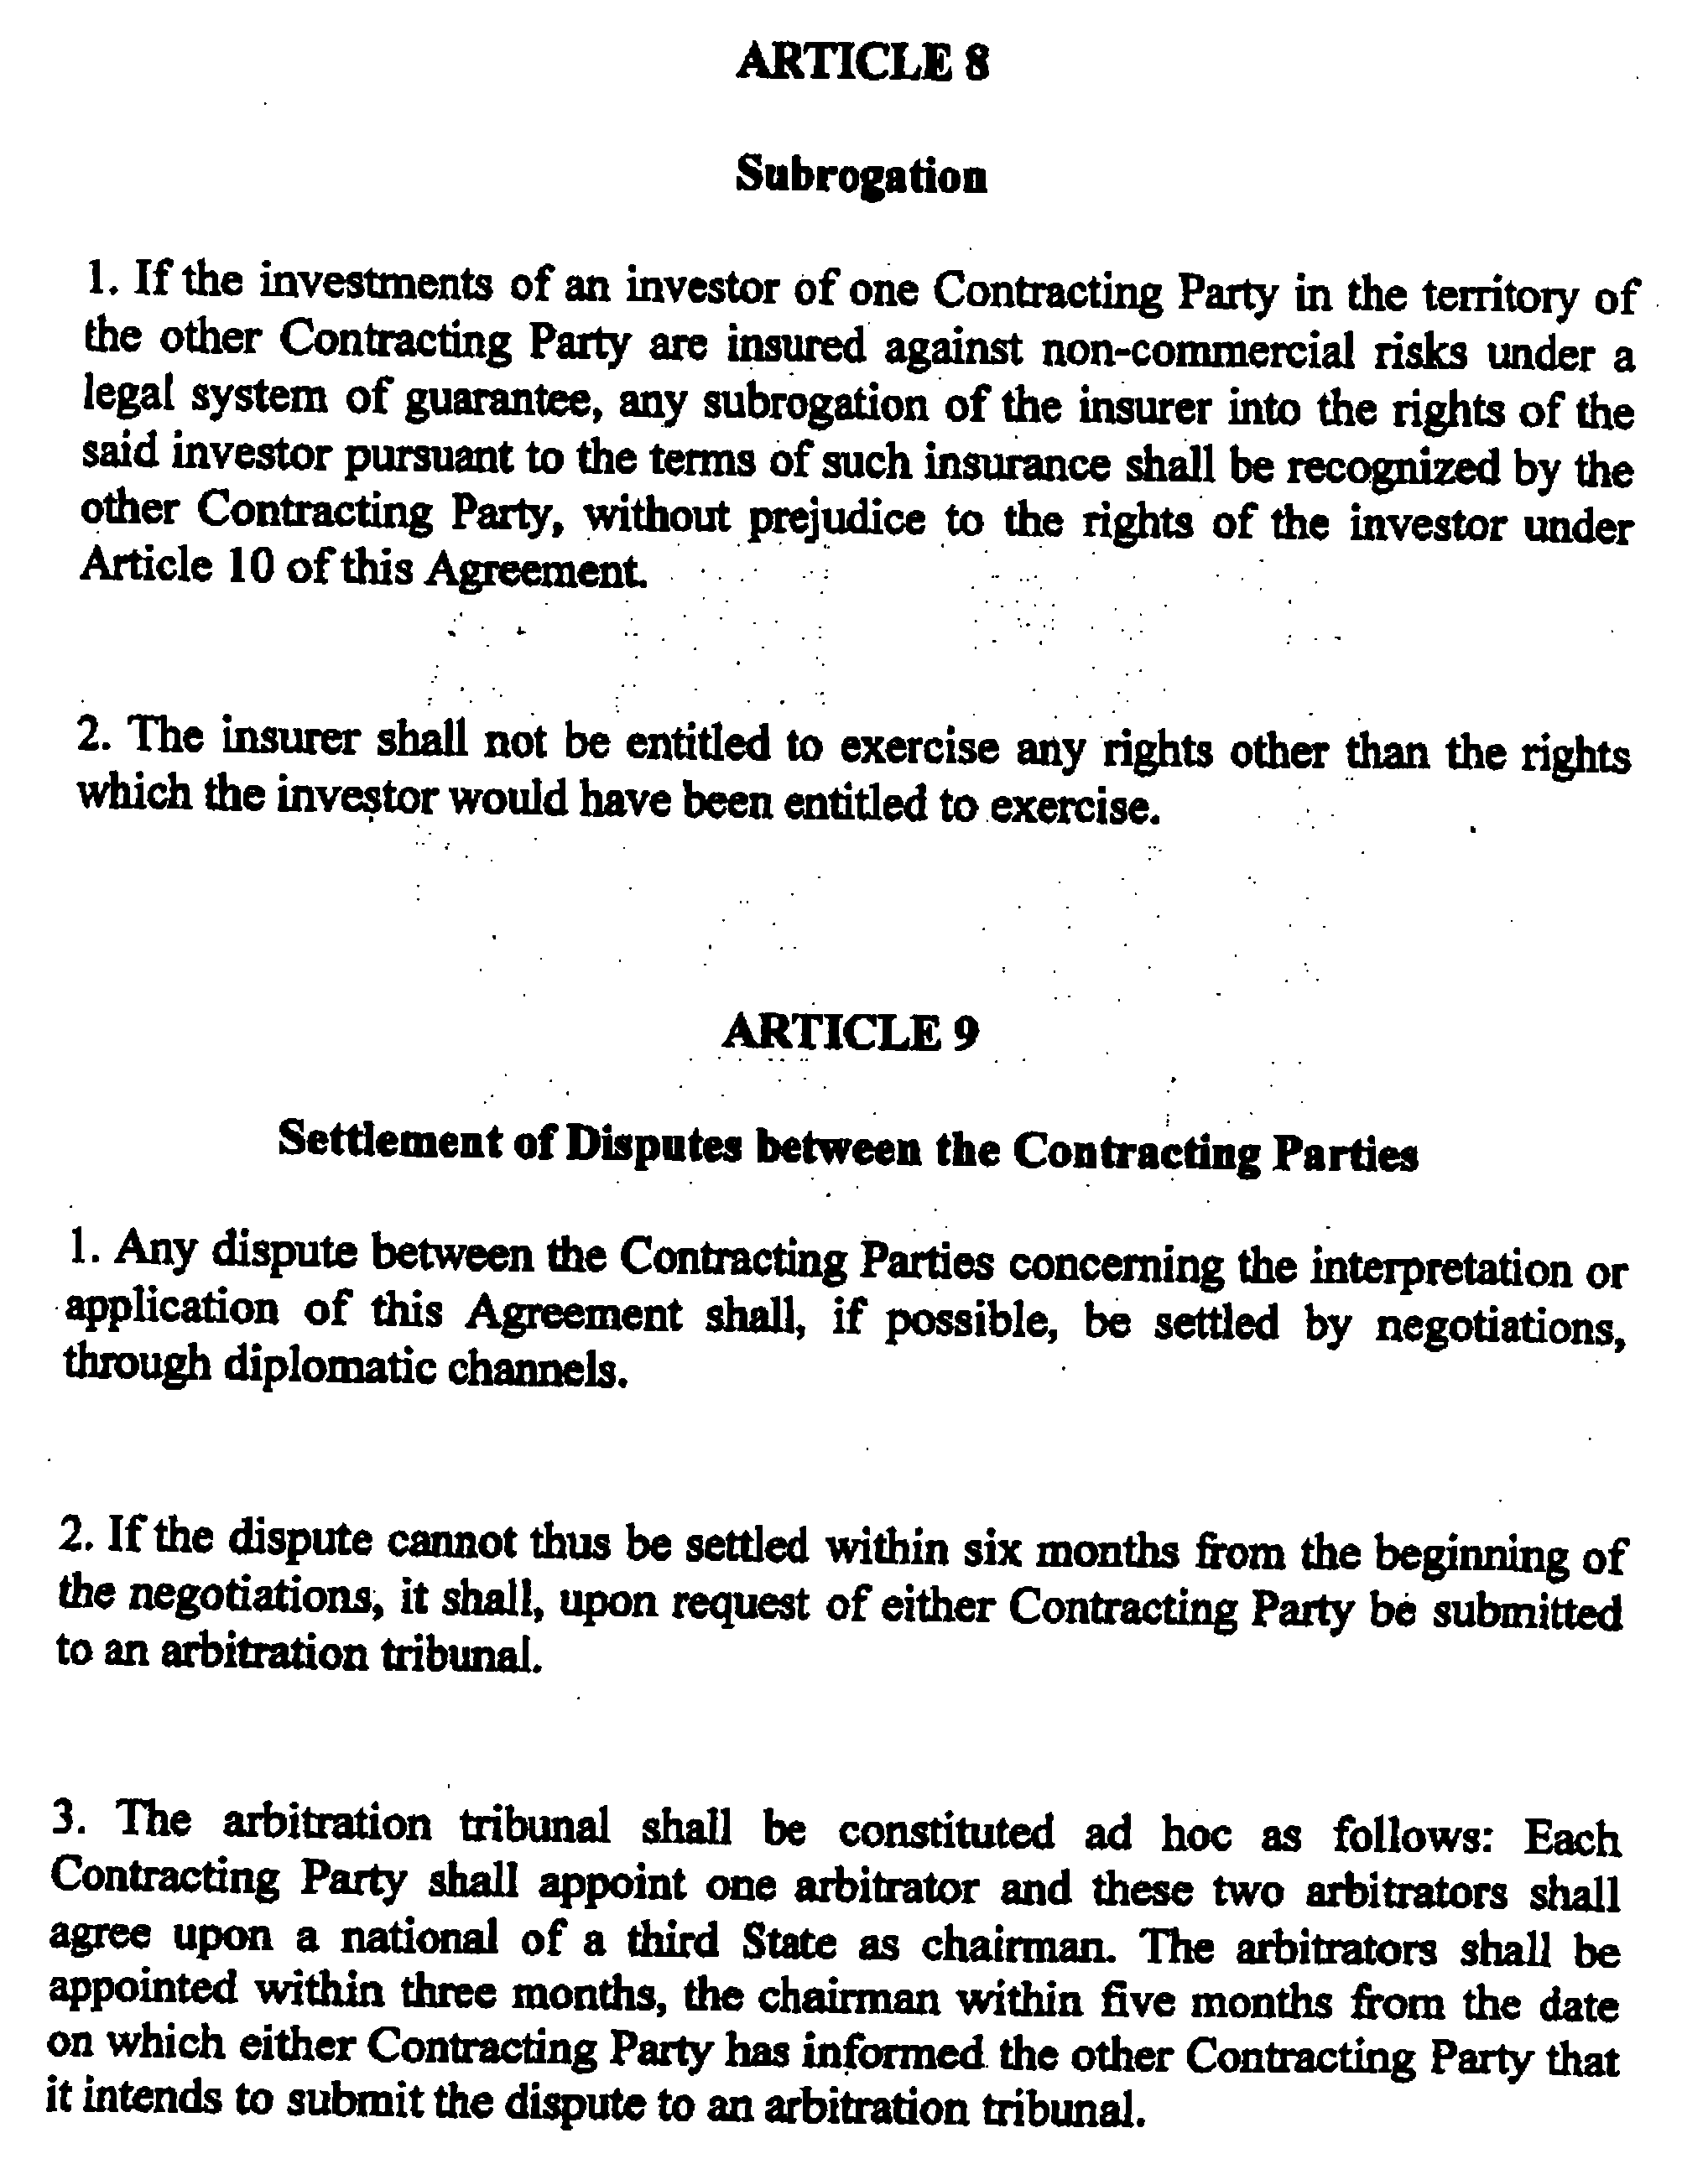 ARTICLE 8
Subrogation
1. If the investments of an investor of one Contracting Party in the territory of
the other Contracting Party are insured against non-commercial risks under a
legal system of guarantee, any subrogation of the insurer into the rights of the
said investor pursuant to the terms of such insurance shall be recognized by the
other Contracting Party, without prejudice to the rights of the investor under
Article 10 of this Agreement.
2. The insurer shall not be entitled to exercise any rights other than the rights
which the investor would have been entitled to exercise.
ARTICLE 9
Settlement of Disputes between the Contracting Parties
1. Any dispute between the Contracting Parties concerning the interpretation or
application of this Agreement shall, if possible, be settled by negotiations,
through diplomatic channels.
2. If the dispute cannot thus be settled within six months from the beginning of
the negotiations, it shall, upon request of either Contracting Party be submitted
to an arbitration tribunal.
3. The arbitration tribunal shall be constituted ad hoc as follows: Each
Contracting Party shall appoint one arbitrator and these two arbitrators shall
agree upon a national of a third State as chairman. The arbitrators shall be
appointed within three months, the chairman within five months from the date
on which either Contracting Party has informed the other Contracting Party that
it intends to submit the dispute to an arbitration tribunal.